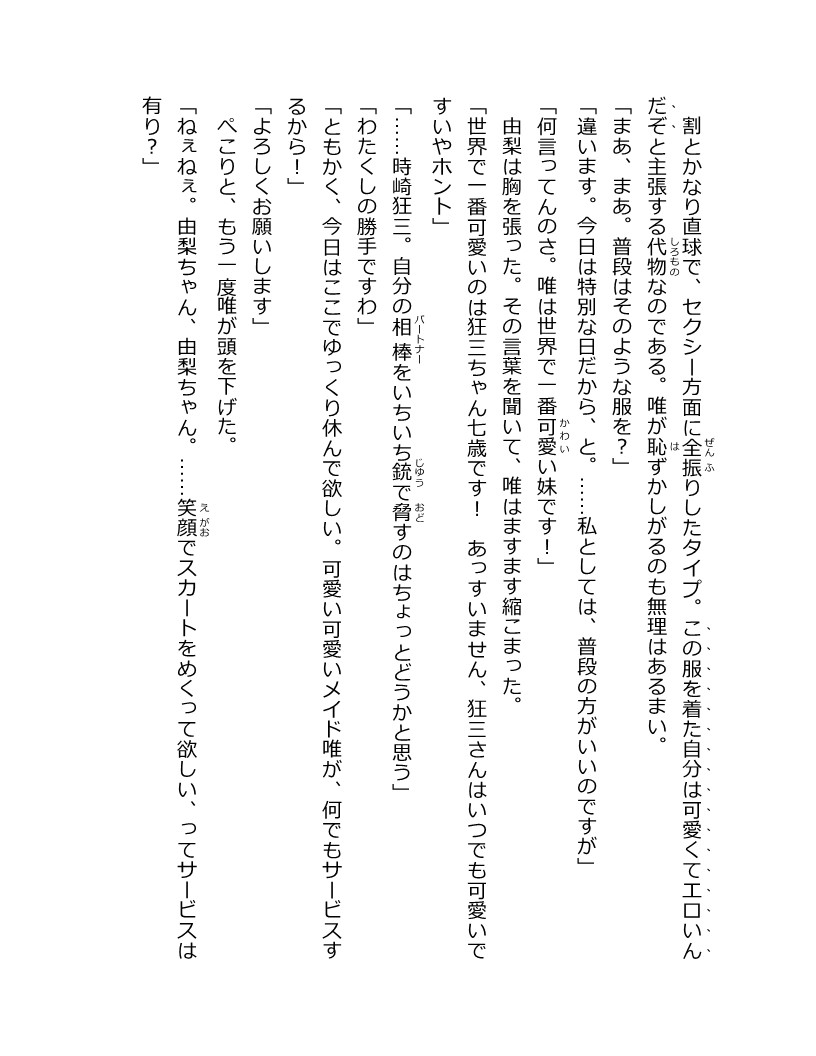 割とかなり直球で、セクシー方面に全振りしたタイプ。この服を着た自分は可愛くてエロいん
だぞと主張する代物なのである。唯が恥ずかしがるのも無理はあるまい。
「まあ、まあ。普段はそのような服を?」
「違います。今日は特別な日だから、と。……私としては、普段の方がいいのですが」
「何言ってんのさ。唯は世界で一番可愛い妹です!」
由梨は胸を張った。その言葉を聞いて、唯はますます縮こまった。
「世界で一番可愛いのは狂三ちゃん七歳です! あっすいません、狂三さんはいつでも可愛いで
すいやホント」
「……時崎狂三。自分の相棒をいちいち銃で脅すのはちょっとどうかと思う」
「わたくしの勝手ですわ」
「ともかく、今日はここでゆっくり休んで欲しい。可愛い可愛いメイド唯が、何でもサービスす
るから!」
「よろしくお願いします」
ぺこりと、もう一度唯が頭を下げた。
「ねぇねぇ。由梨ちゃん、由梨ちゃん。……笑顔でスカートをめくって欲しい、ってサービスは
有り?」